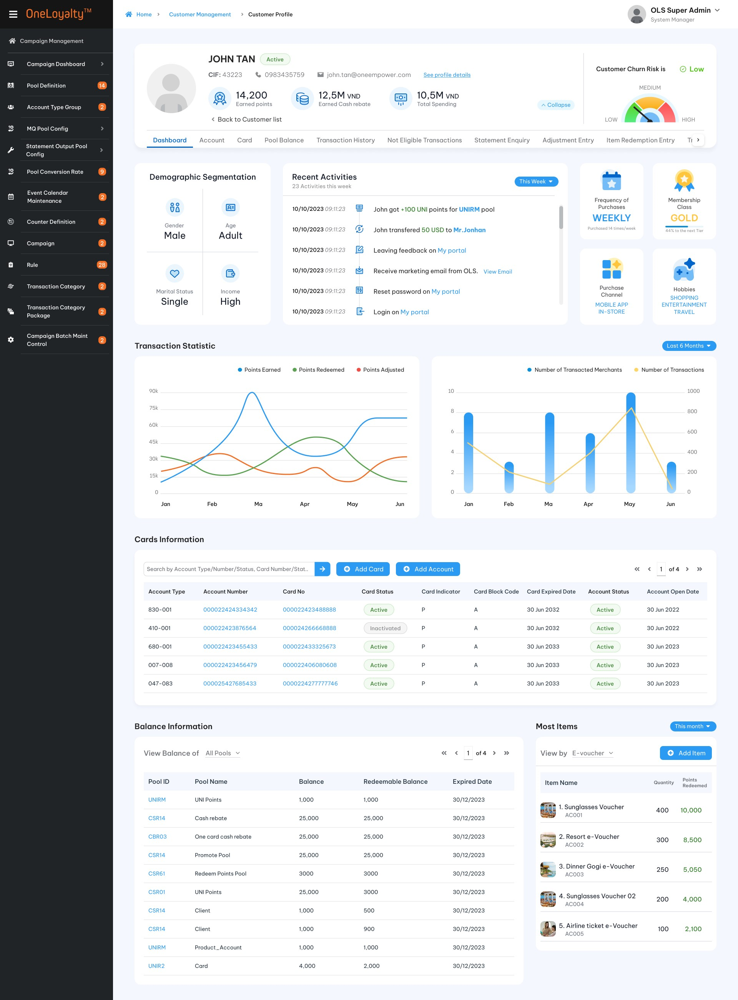 OneLoyalty™
Home > Customer Management > Customer Profile
OLS Super Admin
System Manager
Campaign Management
Campaign Dashboard
Pool Definition 14
Account Type Group 2
MQ Pool Config
Statement Output Pool
Config
Pool Conversion Rate 9
Event Calendar
Maintenance 2
Counter Definition 2
Campaign 2
Rule 28
Transaction Category 2
Transaction Category
Package 2
Campaign Batch Maint
Control 2
JOHN TAN Active
CIF: 43223 0983435759 john.tan@oneempower.com See profile details
14,200
Earned points
12,5M VND
Earned Cash rebate
10,5M VND
Total Spending
Back to Customer list
Collapse
Customer Churn Risk is Low
MEDIUM
LOW HIGH
Dashboard Account Card Pool Balance Transaction History Not Eligible Transactions Statement Enquiry Adjustment Entry Item Redemption Entry
Demographic Segmentation
Gender
Male
Age
Adult
Marital Status
Single
Income
High
Recent Activities
23 Activities this week
This Week
10/10/2023 09:11:23 John got +100 UNI points for UNIRM pool
10/10/2023 09:11:23 John transfered 50 USD to Mr.Jonhan
10/10/2023 09:11:23 Leaving feedback on My portal
10/10/2023 09:11:23 Receive marketing email from OLS. View Email
10/10/2023 09:11:23 Reset password on My portal
10/10/2023 09:11:23 Login on My portal
Frequency of
Purchases
WEEKLY
Purchased 14 times/week
Membership
Class
GOLD
44% to the next Tier
Purchase
Channel
MOBILE APP
IN-STORE
Hobbies
SHOPPING
ENTERTAINMENT
TRAVEL
Transaction Statistic
Last 6 Months
Points Earned Points Redeemed Points Adjusted
90k
75k
60k
45k
30k
15k
0
Jan Feb Ma Apr May Jun
Number of Transacted Merchants Number of Transactions
10 1000
8 800
6 600
4 400
2 200
0 0
Jan Feb Ma Apr May Jun
Cards Information
Search by Account Type/Number/Status, Card Number/Stat..
Add Card
Add Account
1 of 4
Account Type Account Number Card No Card Status Card Indicator Card Block Code Card Expired Date Account Status Account Open Date
830-001 000022424334342 000022423488888 Active P A 30 Jun 2032 Active 30 Jun 2022
410-001 000022423876564 000024266668888 Inactivated P A 30 Jun 2032 Active 30 Jun 2022
680-001 000022423455433 000022433325673 Active P A 30 Jun 2033 Active 30 Jun 2023
007-008 000022423456479 000022406080608 Active P A 30 Jun 2033 Active 30 Jun 2023
047-083 000025427685433 0000224277777746 Active P A 30 Jun 2033 Active 30 Jun 2023
Balance Information
View Balance of All Pools
1 of 4
Pool ID Pool Name Balance Redeemable Balance Expired Date
UNIRM UNI Points 1,000 1,000 30/12/2023
CSR14 Cash rebate 25,000 25,000 30/12/2023
CBR03 One card cash rebate 25,000 25,000 30/12/2023
CSR14 Promote Pool 25,000 25,000 30/12/2023
CSR61 Redeem Points Pool 3000 3000 30/12/2023
CSR01 UNI Points 25,000 3000 30/12/2023
CSR14 Client 1,000 500 30/12/2023
CSR14 Client 1,000 900 30/12/2023
UNIRM Product_Account 1,000 1,000 30/12/2023
UNIR2 Card 4,000 2,000 30/12/2023
Most Items
This month
View by E-voucher
Add Item
Item Name Quantity Points
Redeemed
1. Sunglasses Voucher 400 10,000
AC001
2. Resort e-Voucher 300 8,500
AC002
3. Dinner Gogi e-Voucher 250 5,050
AC003
4. Sunglasses Voucher 02 200 4,000
AC004
5. Airline ticket e-Voucher 100 2,100
AC005